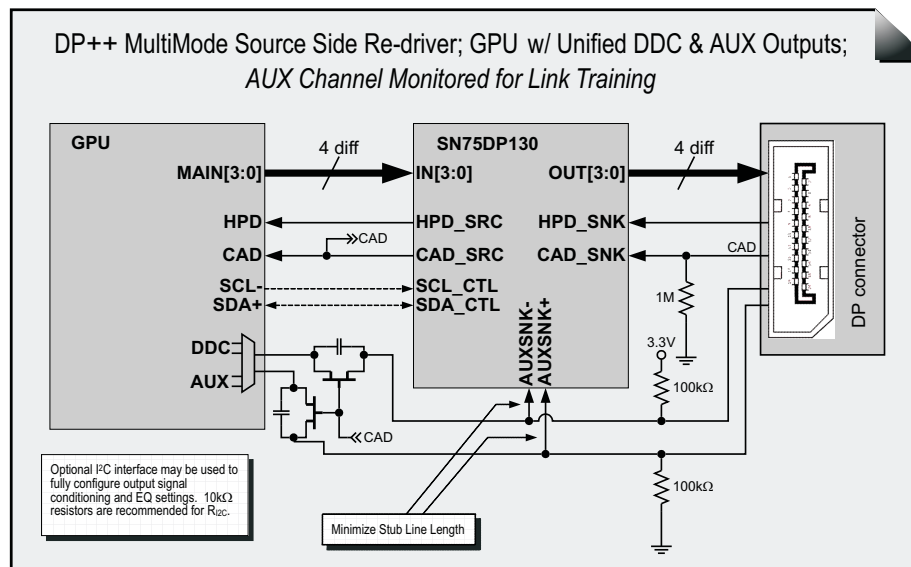 DP++ MultiMode Source Side Re-driver; GPU w/ Unified DDC & AUX Outputs;
AUX Channel Monitored for Link Training
GPU
SN75DP130
MAIN[3:0]
4 diff
IN[3:0]
OUT[3:0]
4 diff
HPD
HPD_SRC
HPD_SNK
CAD
CAD
CAD_SRC
CAD_SNK
CAD
SCL-
SCL_CTL
SDA+
SDA_CTL
1M
DP connector
AUXSNK-
AUXSNK+
DDC
AUX
3.3V
100kΩ
CAD
100kΩ
Optional I²C interface may be used to
fully configure output signal
conditioning and EQ settings. 10kΩ
resistors are recommended for RI2C.
Minimize Stub Line Length